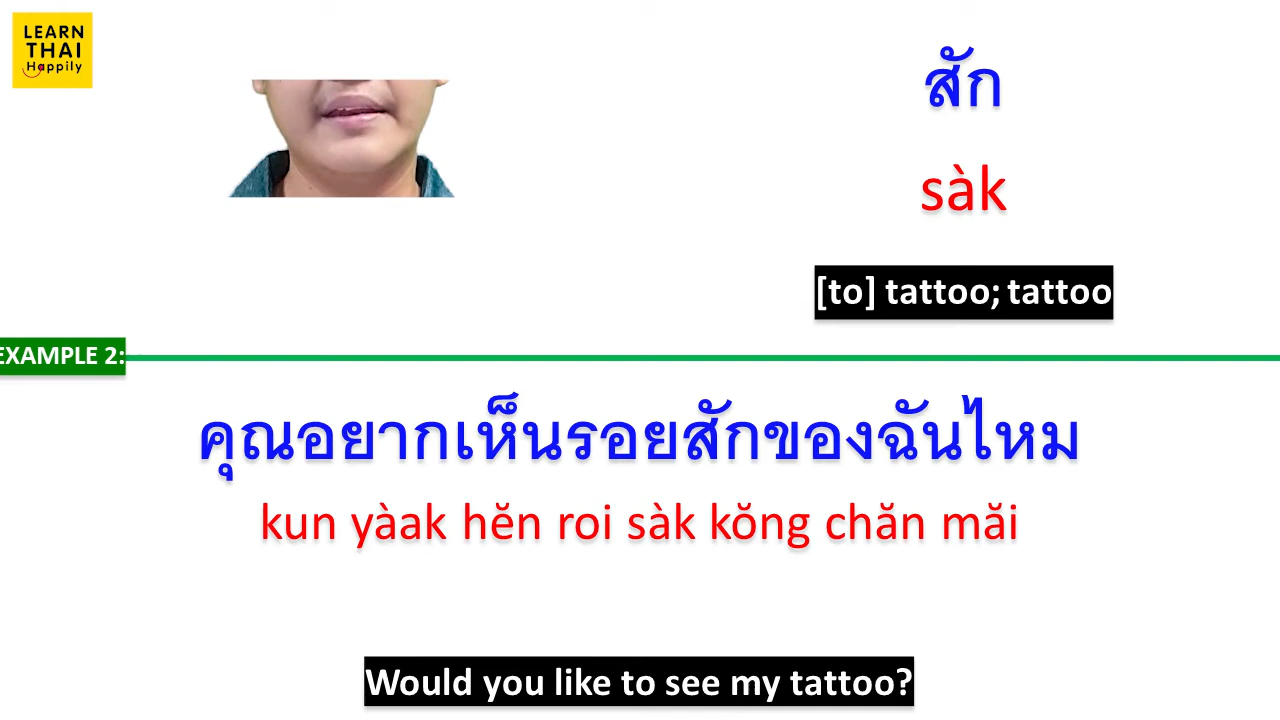 LEARN
THAI
Happily
สัก
sàk
[to] tattoo; tattoo
EXAMPLE 2:
คุณอยากเห็นรอยสักของฉันไหม
kun yàak hĕn roi sàk kŏng chăn măi
Would you like to see my tattoo?